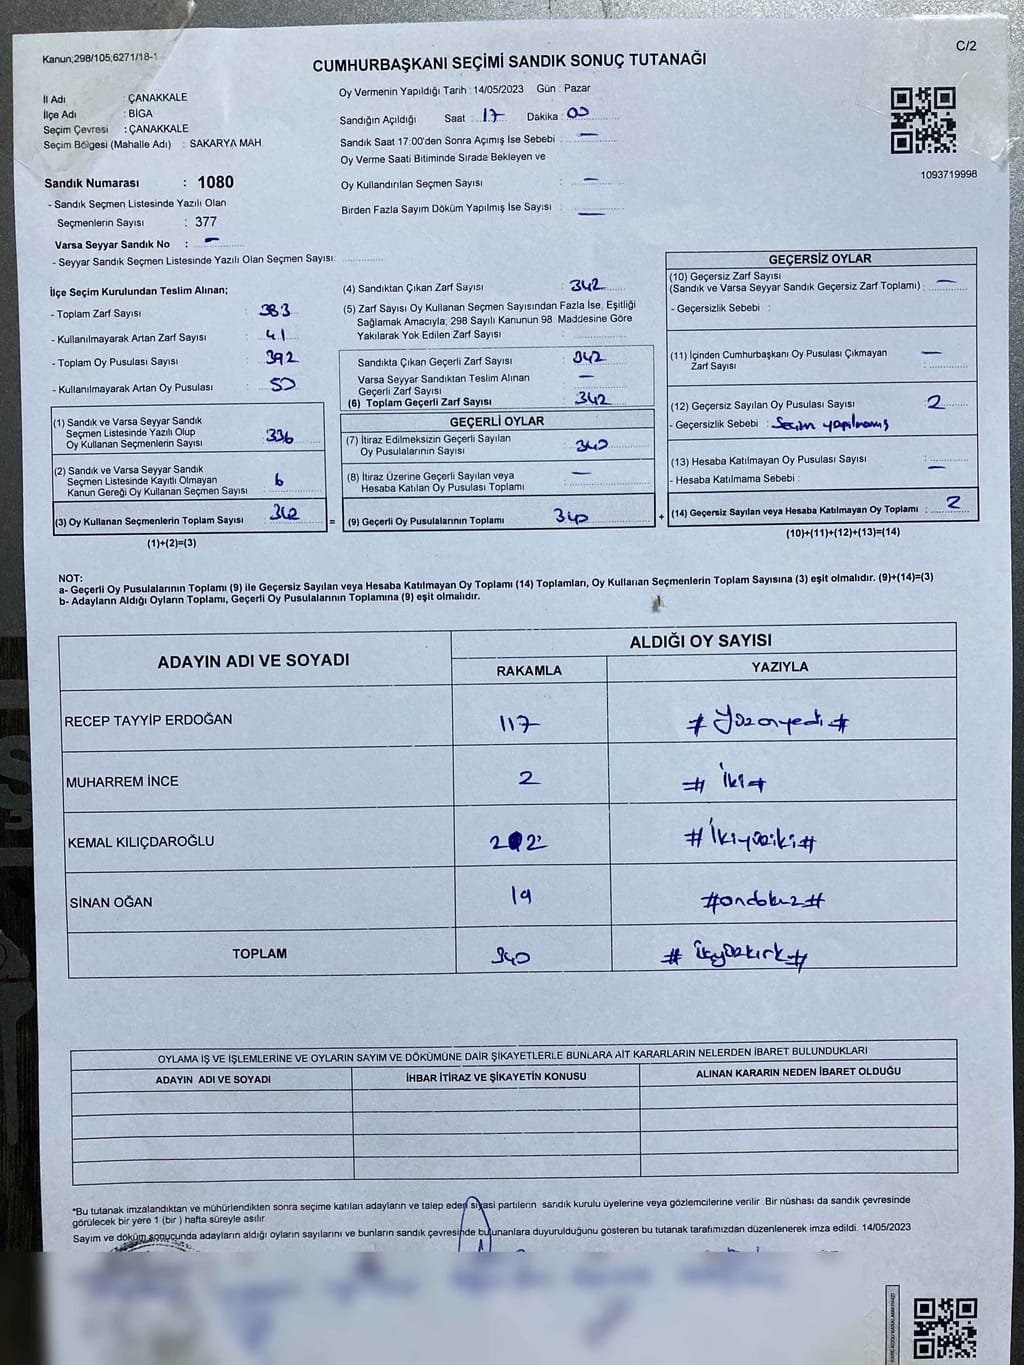 Kanun;298/105;6271/18-1
C/2
CUMHURBAŞKANI SEÇİMİ SANDIK SONUÇ TUTANAĞI
İl Adı : ÇANAKKALE
İlçe Adı : BİGA
Seçim Çevresi : ÇANAKKALE
Seçim Bölgesi (Mahalle Adı) : SAKARYA MAH.
Oy Vermenin Yapıldığı Tarih : 14/05/2023 Gün : Pazar
Sandığın Açıldığı Saat : 17 Dakika : 00
Sandık Saat 17:00'den Sonra Açımış İse Sebebi : —
Oy Verme Saati Bitiminde Sırada Bekleyen ve
Oy Kullandırılan Seçmen Sayısı : —
Birden Fazla Sayım Döküm Yapılmış İse Sayısı : —
1093719998
Sandık Numarası : 1080
- Sandık Seçmen Listesinde Yazılı Olan
Seçmenlerin Sayısı : 377
Varsa Seyyar Sandık No : —
- Seyyar Sandık Seçmen Listesinde Yazılı Olan Seçmen Sayısı:
İlçe Seçim Kurulundan Teslim Alınan;
- Toplam Zarf Sayısı : 383
- Kullanılmayarak Artan Zarf Sayısı : 41
- Toplam Oy Pusulası Sayısı : 392
- Kullanılmayarak Artan Oy Pusulası : 50
(1) Sandık ve Varsa Seyyar Sandık
Seçmen Listesinde Yazılı Olup
Oy Kullanan Seçmenlerin Sayısı : 336
(2) Sandık ve Varsa Seyyar Sandık
Seçmen Listesinde Kayıtlı Olmayan
Kanun Gereği Oy Kullanan Seçmen Sayısı : 6
(3) Oy Kullanan Seçmenlerin Toplam Sayısı : 342
(1)+(2)=(3)
(4) Sandıktan Çıkan Zarf Sayısı : 342
(5) Zarf Sayısı Oy Kullanan Seçmen Sayısından Fazla İse, Eşitliği
Sağlamak Amacıyla; 298 Sayılı Kanunun 98. Maddesine Göre
Yakılarak Yok Edilen Zarf Sayısı :
Sandıkta Çıkan Geçerli Zarf Sayısı : 342
Varsa Seyyar Sandıktan Teslim Alınan
Geçerli Zarf Sayısı : —
(6) Toplam Geçerli Zarf Sayısı : 342
GEÇERLİ OYLAR
(7) İtiraz Edilmeksizin Geçerli Sayılan
Oy Pusulalarının Sayısı : 340
(8) İtiraz Üzerine Geçerli Sayılan veya
Hesaba Katılan Oy Pusulası Toplamı : —
= (9) Geçerli Oy Pusulalarının Toplamı : 340
GEÇERSİZ OYLAR
(10) Geçersiz Zarf Sayısı
(Sandık ve Varsa Seyyar Sandık Geçersiz Zarf Toplamı) : —
- Geçersizlik Sebebi :
(11) İçinden Cumhurbaşkanı Oy Pusulası Çıkmayan
Zarf Sayısı : —
(12) Geçersiz Sayılan Oy Pusulası Sayısı : 2
- Geçersizlik Sebebi : Seçim yapılmamış
(13) Hesaba Katılmayan Oy Pusulası Sayısı : —
- Hesaba Katılmama Sebebi :
+ (14) Geçersiz Sayılan veya Hesaba Katılmayan Oy Toplamı : 2
(10)+(11)+(12)+(13)=(14)
NOT:
a- Geçerli Oy Pusulalarının Toplamı (9) ile Geçersiz Sayılan veya Hesaba Katılmayan Oy Toplamı (14) Toplamları, Oy Kullanan Seçmenlerin Toplam Sayısına (3) eşit olmalıdır. (9)+(14)=(3)
b- Adayların Aldığı Oyların Toplamı, Geçerli Oy Pusulalarının Toplamına (9) eşit olmalıdır.
ADAYIN ADI VE SOYADI
ALDIĞI OY SAYISI
RAKAMLA YAZIYLA
RECEP TAYYİP ERDOĞAN 117 # Yüzonyedi #
MUHARREM İNCE 2 # İki #
KEMAL KILIÇDAROĞLU 202 # İkiyüziki #
SİNAN OĞAN 19 #ondokuz#
TOPLAM 340 #
OYLAMA İŞ VE İŞLEMLERİNE VE OYLARIN SAYIM VE DÖKÜMÜNE DAİR ŞİKAYETLERLE BUNLARA AİT KARARLARIN NELERDEN İBARET BULUNDUKLARI
ADAYIN ADI VE SOYADI İHBAR İTİRAZ VE ŞİKAYETİN KONUSU ALINAN KARARIN NEDEN İBARET OLDUĞU
*Bu tutanak imzalandıktan ve mühürlendikten sonra seçime katılan adayların ve talep eden siyasi partilerin sandık kurulu üyelerine veya gözlemcilerine verilir. Bir nüshası da sandık çevresinde
görülecek bir yere 1 (bir ) hafta süreyle asılır.
Sayım ve döküm sonucunda adayların aldığı oyların sayılarını ve bunların sandık çevresinde bulunanlara duyurulduğunu gösteren bu tutanak tarafımızdan düzenlenerek imza edildi. 14/05/2023